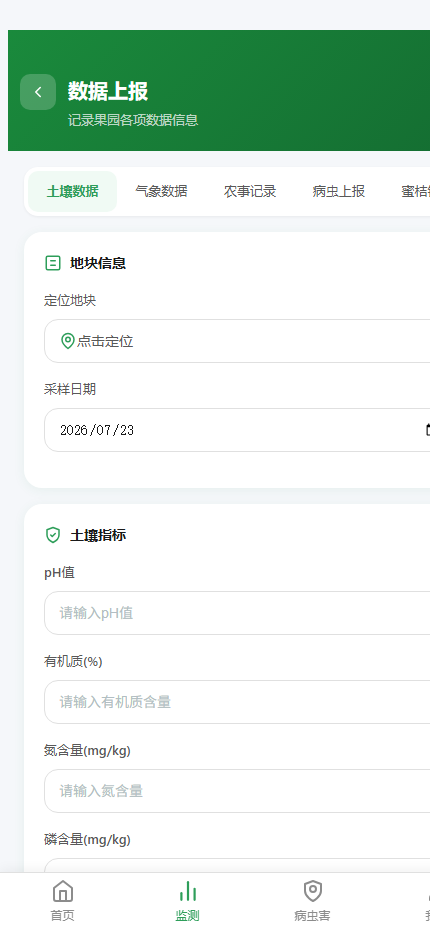 数据上报
记录果园各项数据信息
土壤数据 气象数据 农事记录 病虫上报 蜜桔
地块信息
定位地块
点击定位
采样日期
2026/07/23
土壤指标
pH值
请输入pH值
有机质(%)
请输入有机质含量
氮含量(mg/kg)
请输入氮含量
磷含量(mg/kg)
首页 监测 病虫害